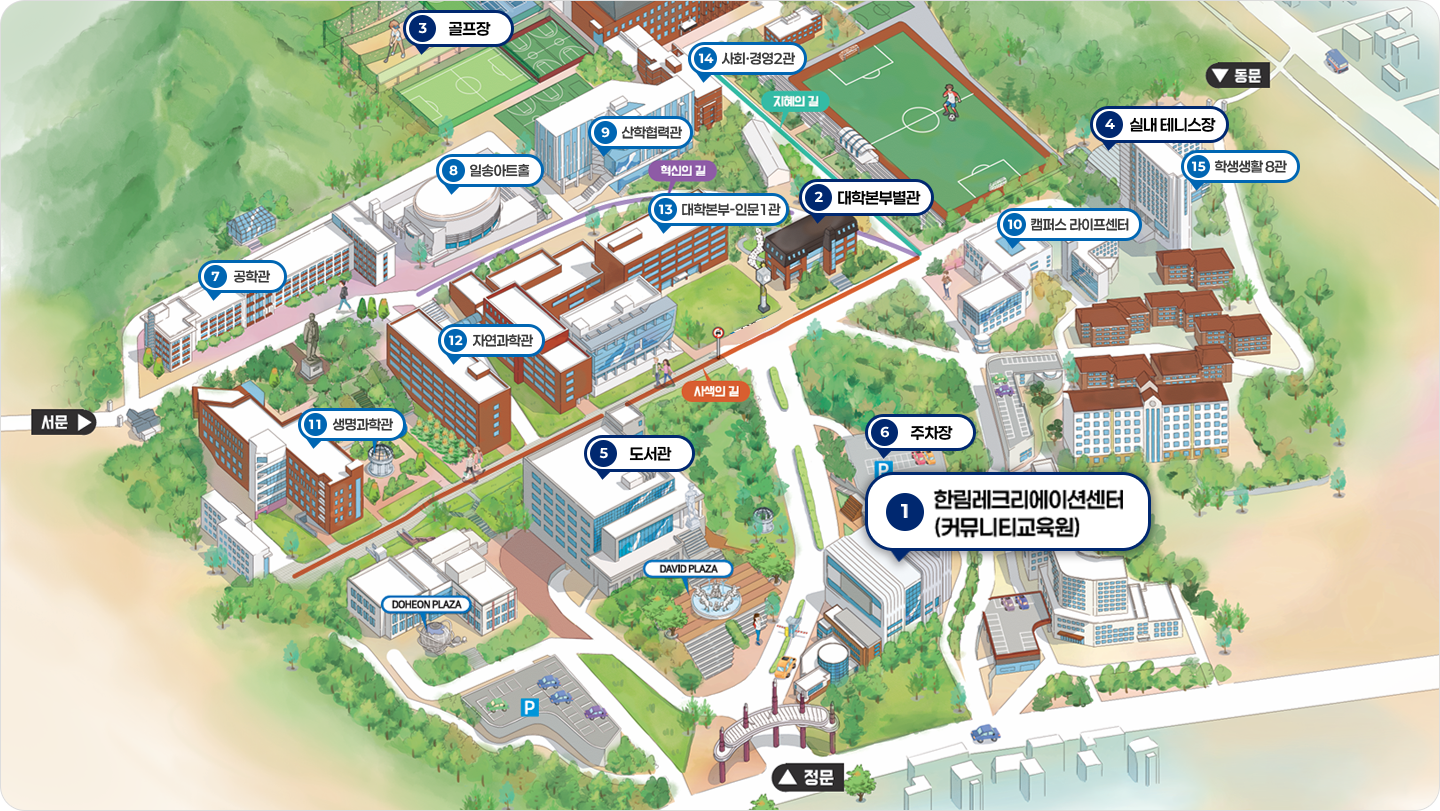 3 골프장
14 사회·경영2관
▼ 동문
지혜의 길
4 실내 테니스장
9 산학협력관
15 학생생활 8관
8 일송아트홀
혁신의 길
2 대학본부별관
13 대학본부-인문1관
10 캠퍼스 라이프센터
7 공학관
12 자연과학관
사색의 길
서문 ▶
11 생명과학관
6 주차장
5 도서관
P
1 한림레크리에이션센터
(커뮤니티교육원)
DAVID PLAZA
DOHEON PLAZA
P
▲ 정문